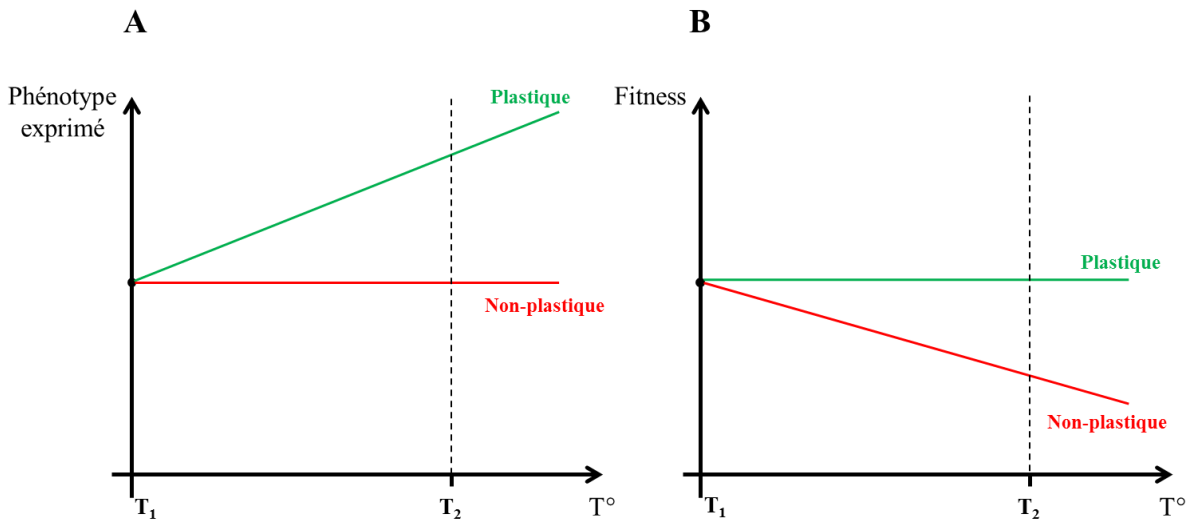 A
Phénotype
exprimé
Plastique
Non-plastique
T1
T2
T°
B
Fitness
Plastique
Non-plastique
T1
T2
T°